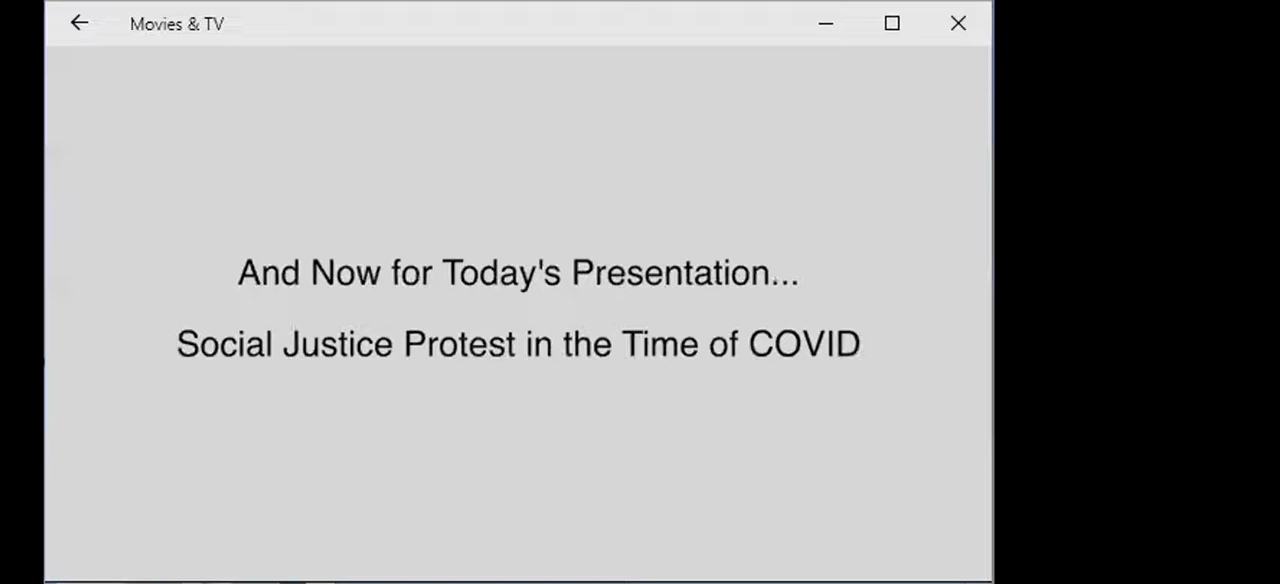 Movies & TV
And Now for Today's Presentation...
Social Justice Protest in the Time of COVID